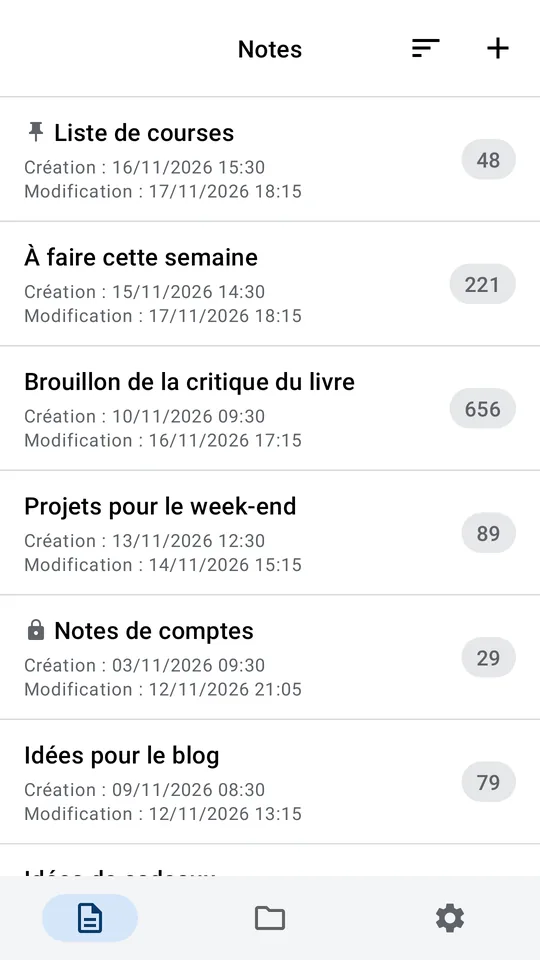 Notes
Liste de courses
Création : 16/11/2026 15:30
Modification : 17/11/2026 18:15
48
À faire cette semaine
Création : 15/11/2026 14:30
Modification : 17/11/2026 18:15
221
Brouillon de la critique du livre
Création : 10/11/2026 09:30
Modification : 16/11/2026 17:15
656
Projets pour le week-end
Création : 13/11/2026 12:30
Modification : 14/11/2026 15:15
89
Notes de comptes
Création : 03/11/2026 09:30
Modification : 12/11/2026 21:05
29
Idées pour le blog
Création : 09/11/2026 08:30
Modification : 12/11/2026 13:15
79